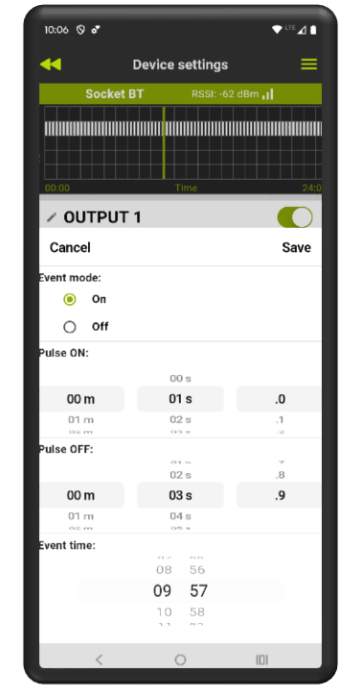 10:06 LTE
Device settings
Socket BT RSSI: -62 dBm
00:00 Time 24:0
OUTPUT 1
Cancel Save
Event mode:
On
Off
Pulse ON:
00 s
00 m 01 s .0
01 m 02 s .1
Pulse OFF:
02 s .8
00 m 03 s .9
01 m 04 s
Event time:
08 56
09 57
10 58